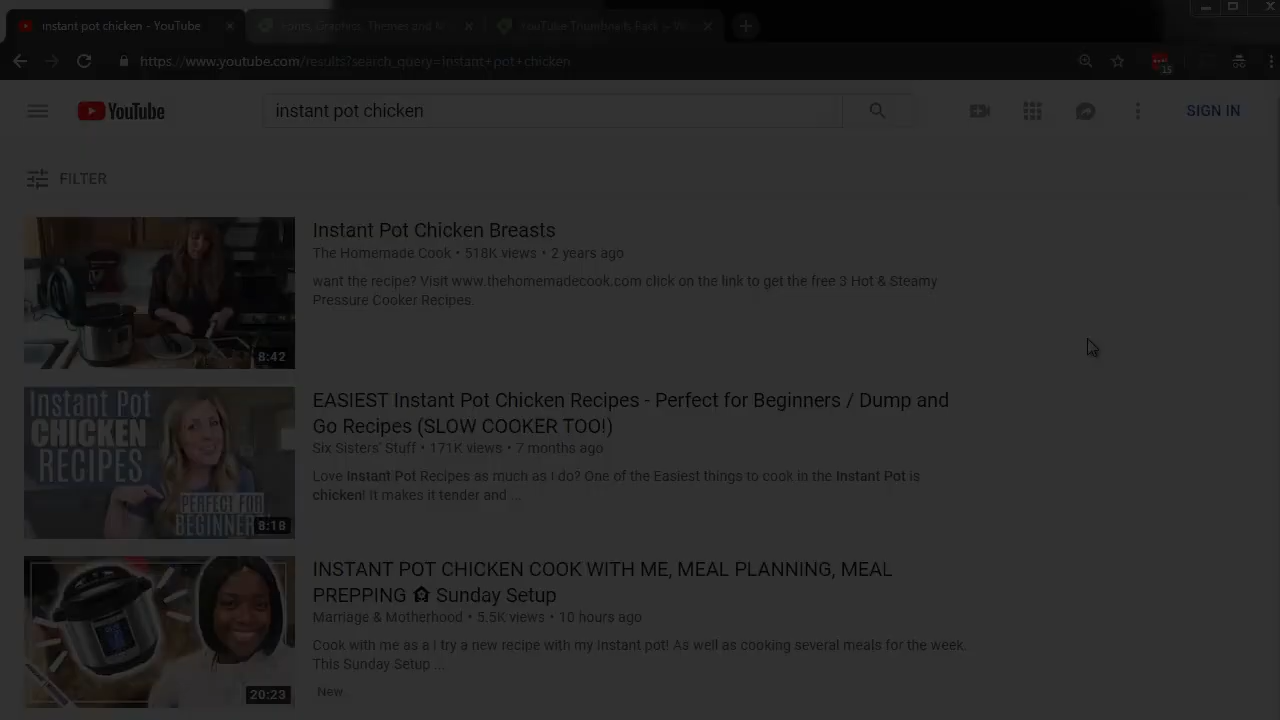 instant pot chicken - YouTube
Fonts, Graphics, Themes and
YouTube Thumbnails Pack
https://www.youtube.com/results?search_query=instant+pot+chicken
15
YouTube
instant pot chicken
SIGN IN
FILTER
Instant Pot Chicken Breasts
The Homemade Cook • 518K views • 2 years ago
want the recipe? Visit www.thehomemadecook.com click on the link to get the free 3 Hot & Steamy
Pressure Cooker Recipes.
8:42
Instant Pot
CHICKEN
RECIPES
PERFECT FOR
BEGINNER
8:18
EASIEST Instant Pot Chicken Recipes - Perfect for Beginners / Dump and
Go Recipes (SLOW COOKER TOO!)
Six Sisters' Stuff • 171K views • 7 months ago
Love Instant Pot Recipes as much as I do? One of the Easiest things to cook in the Instant Pot is
chicken! It makes it tender and ...
20:23
INSTANT POT CHICKEN COOK WITH ME, MEAL PLANNING, MEAL
PREPPING 🏠 Sunday Setup
Marriage & Motherhood • 5.5K views • 10 hours ago
Cook with me as a I try a new recipe with my instant pot! As well as cooking several meals for the week.
This Sunday Setup ...
New